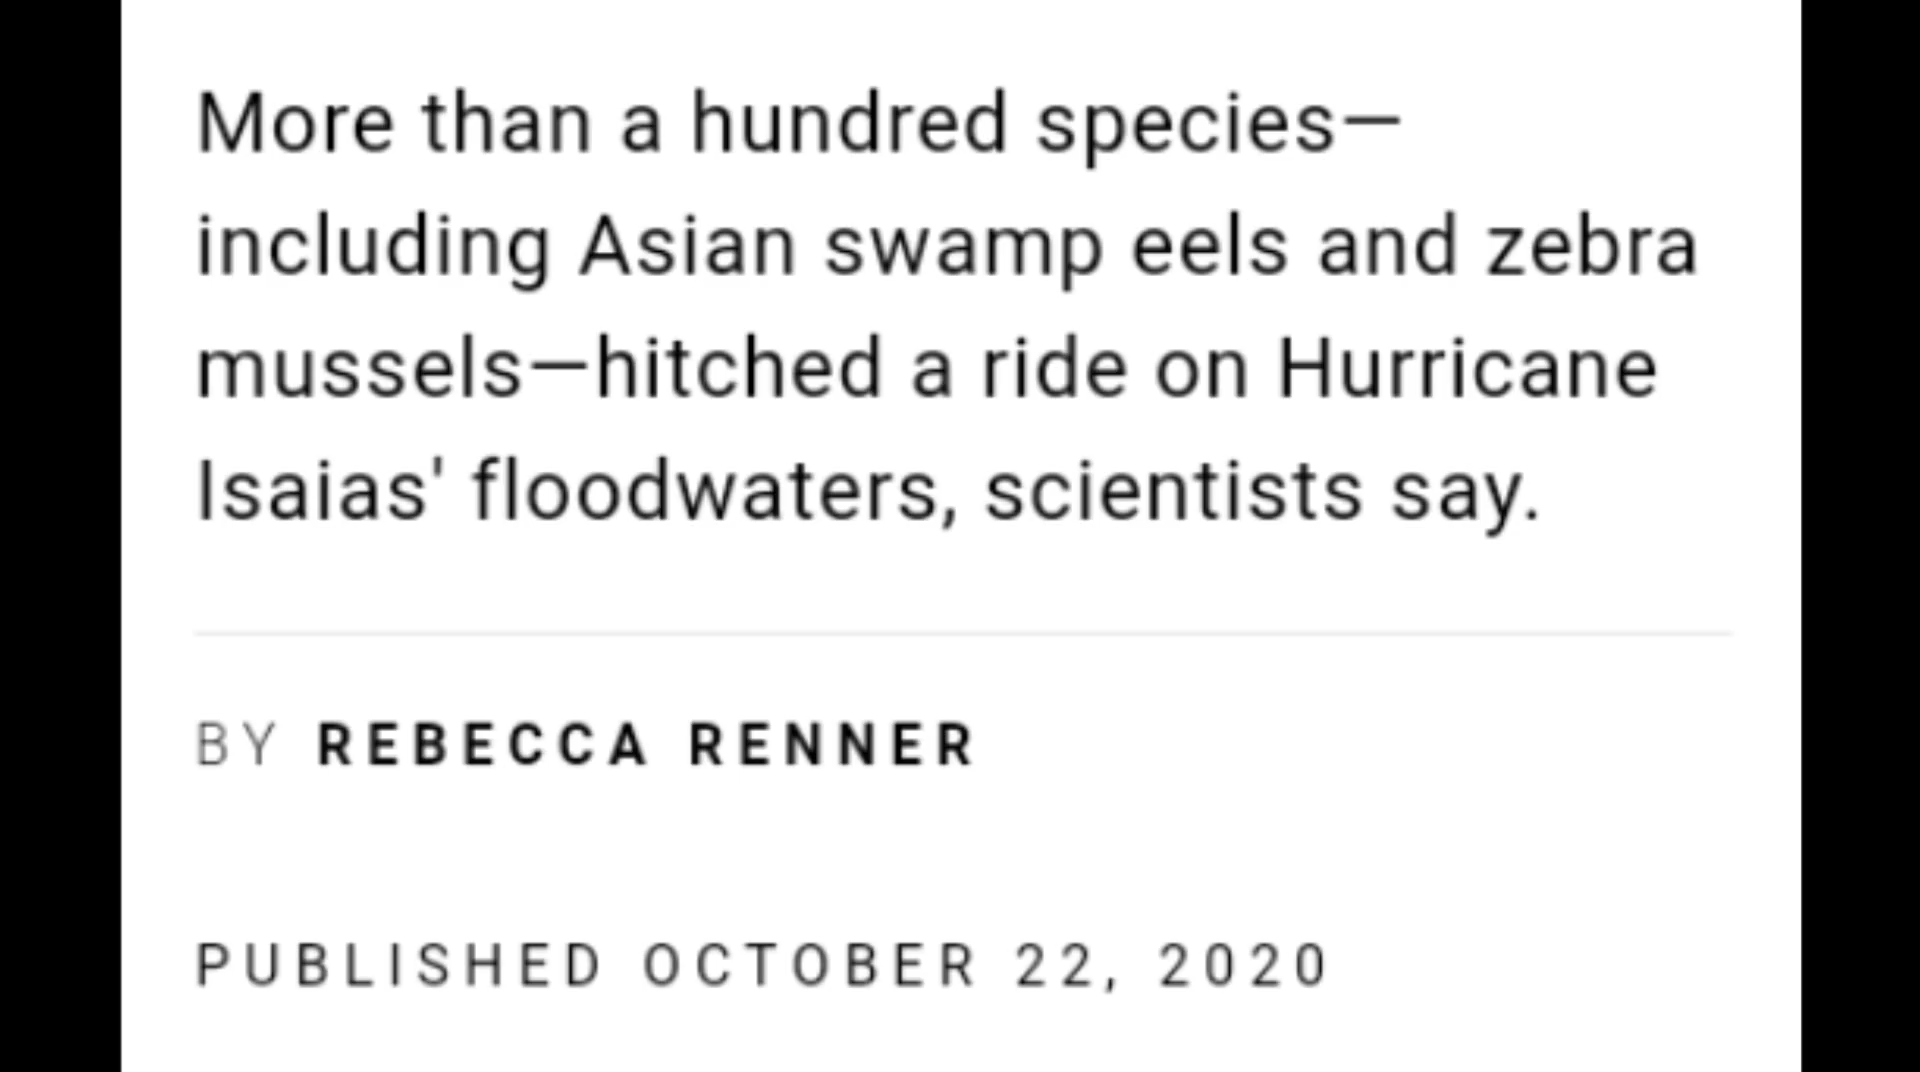 More than a hundred species—
including Asian swamp eels and zebra
mussels—hitched a ride on Hurricane
Isaias' floodwaters, scientists say.
BY REBECCA RENNER
PUBLISHED OCTOBER 22, 2020